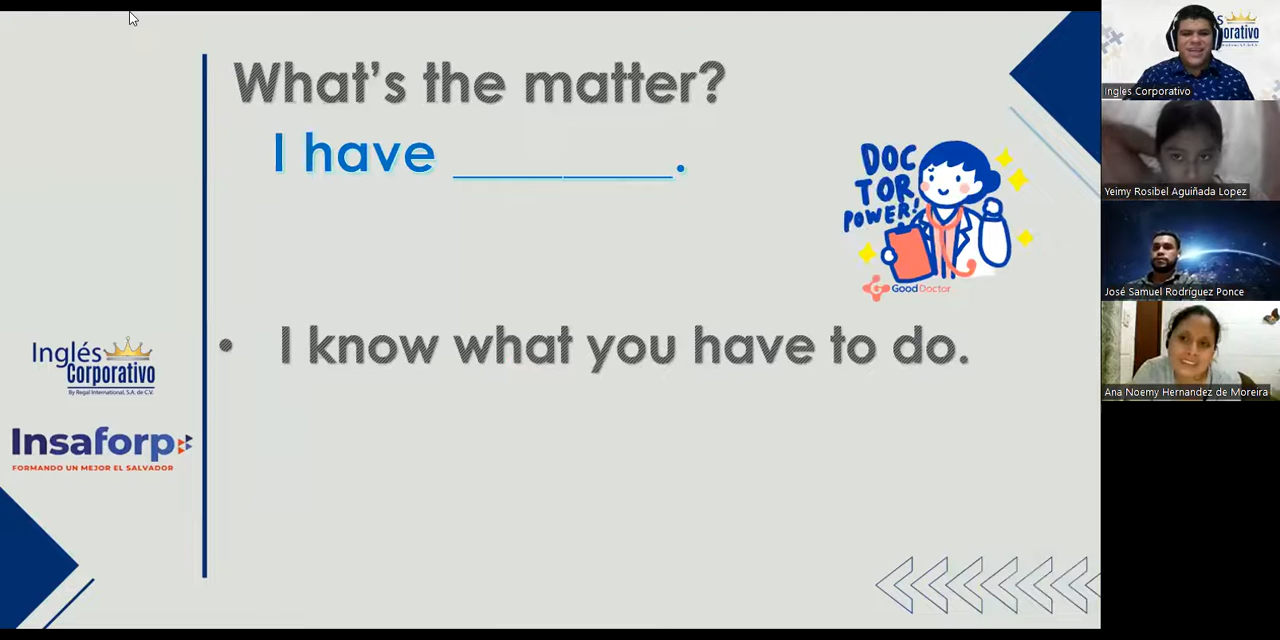 What's the matter?
I have ________.
DOC
TOR
POWER!
GoodDoctor
• I know what you have to do.
Inglés
Corporativo
By Regal International, S.A. de C.V.
Insaforp
FORMANDO UN MEJOR EL SALVADOR
Ingles Corporativo
Yeimy Rosibel Aguiñada Lopez
José Samuel Rodríguez Ponce
Ana Noemy Hernandez de Moreira